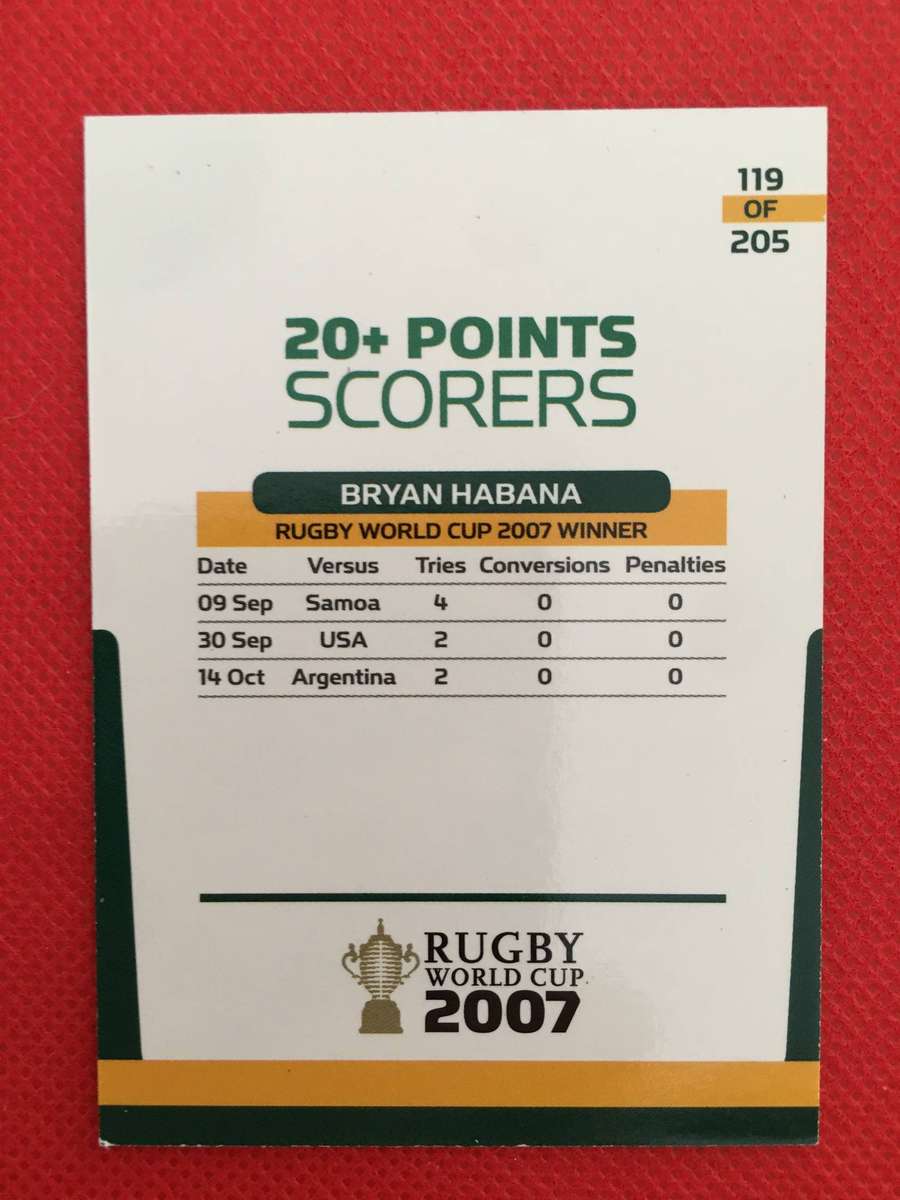 119
OF
205
20+ POINTS
SCORERS
BRYAN HABANA
RUGBY WORLD CUP 2007 WINNER
Date Versus Tries Conversions Penalties
09 Sep Samoa 4 0 0
30 Sep USA 2 0 0
14 Oct Argentina 2 0 0
RUGBY
WORLD CUP
2007